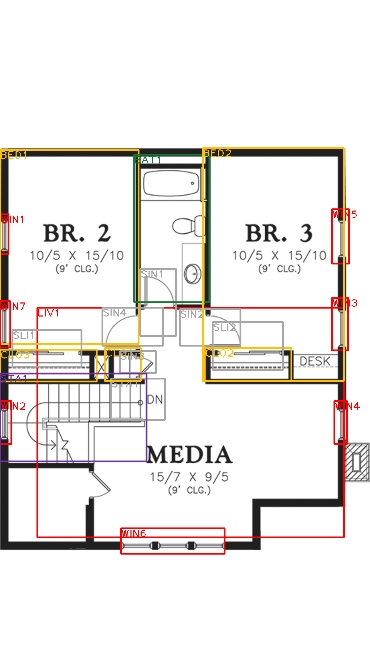 BED1
BAT1
BED2
WIN1
WIN5
BR. 2
10/5 X 15/10
(9' CLG.)
BR. 3
10/5 X 15/10
(9' CLG.)
SIN1
WIN7
LIV1
SIN4
SIN2
WIN3
SLI1
SLI2
CLO2
DESK
STA1
WIN2
DN
WIN4
MEDIA
15/7 X 9/5
(9' CLG.)
WIN6